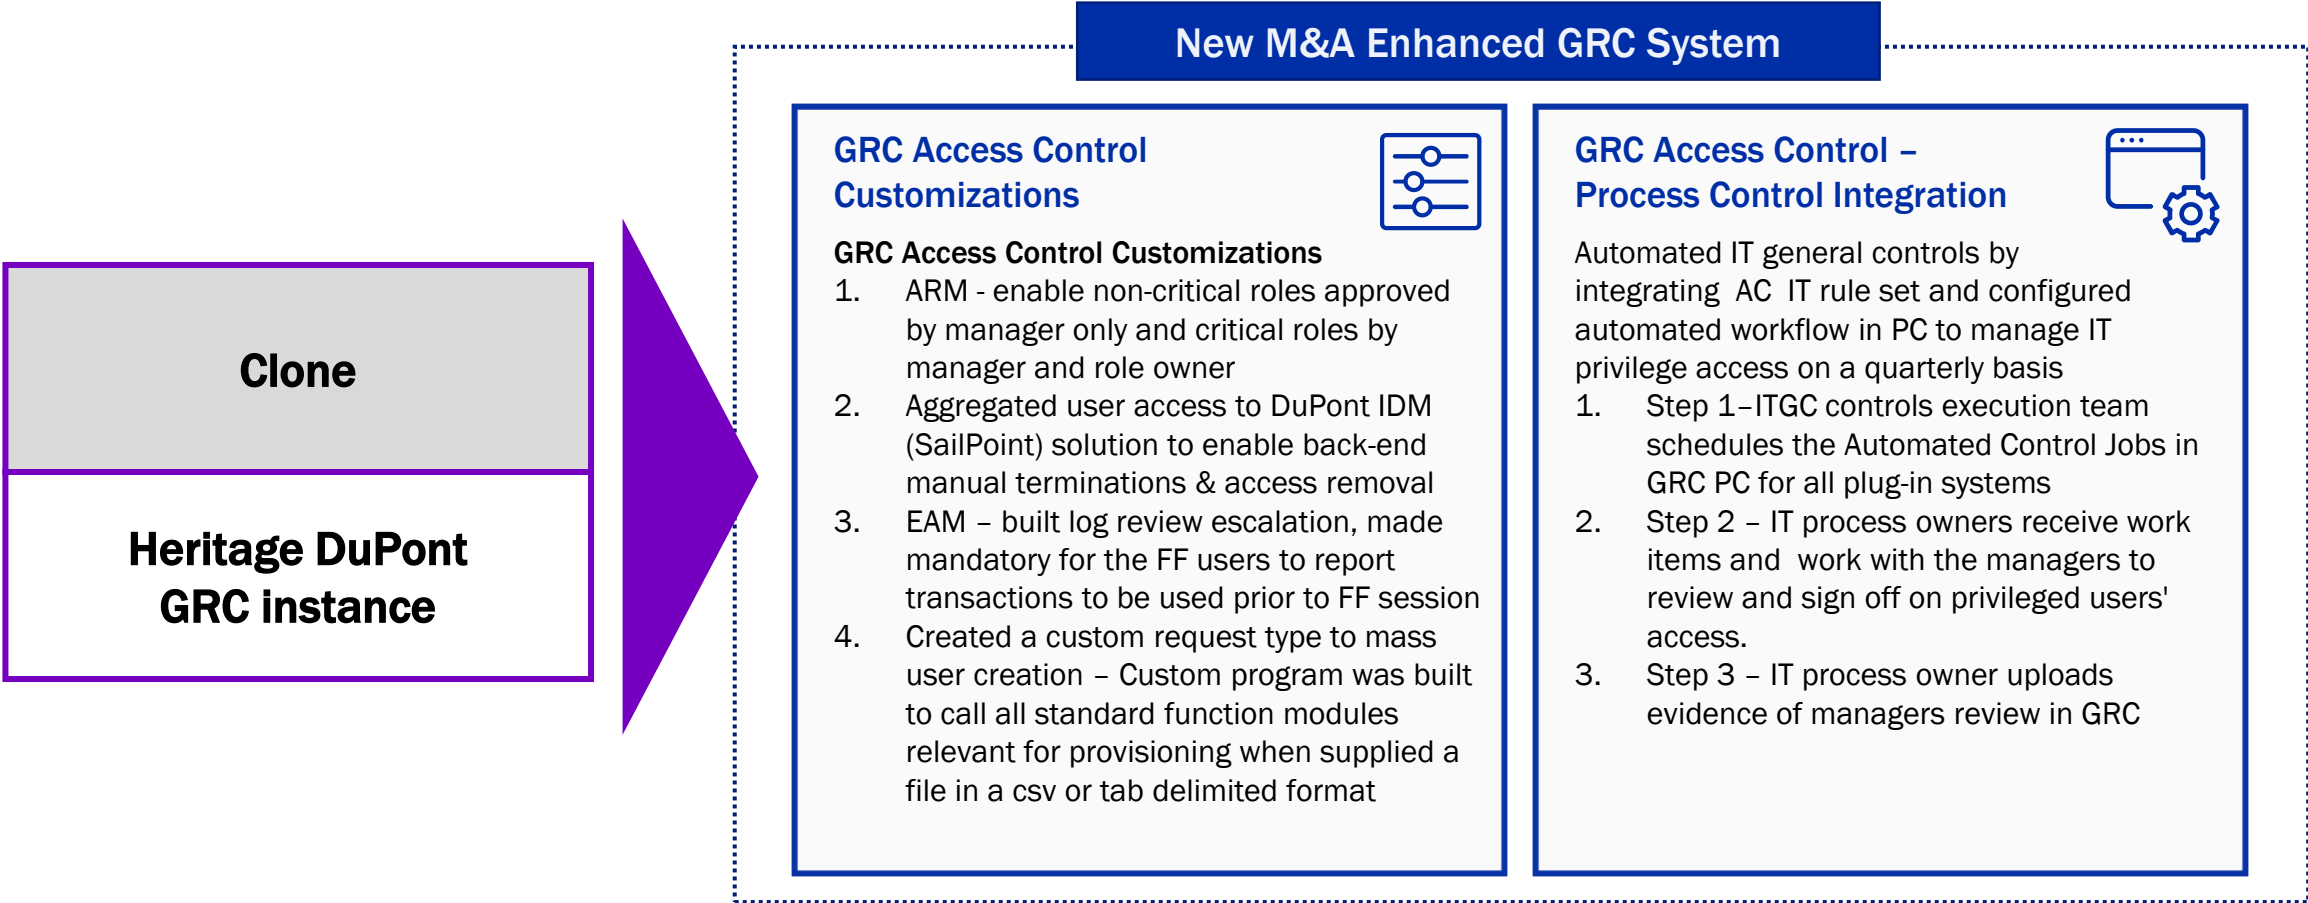 New M&A Enhanced GRC System
Clone
Heritage DuPont
GRC instance
GRC Access Control
Customizations
GRC Access Control Customizations
1. ARM - enable non-critical roles approved
by manager only and critical roles by
manager and role owner
2. Aggregated user access to DuPont IDM
(SailPoint) solution to enable back-end
manual terminations & access removal
3. EAM – built log review escalation, made
mandatory for the FF users to report
transactions to be used prior to FF session
4. Created a custom request type to mass
user creation – Custom program was built
to call all standard function modules
relevant for provisioning when supplied a
file in a csv or tab delimited format
GRC Access Control –
Process Control Integration
Automated IT general controls by
integrating  AC  IT rule set and configured
automated workflow in PC to manage IT
privilege access on a quarterly basis
1. Step 1–ITGC controls execution team
schedules the Automated Control Jobs in
GRC PC for all plug-in systems
2. Step 2 – IT process owners receive work
items and  work with the managers to
review and sign off on privileged users'
access.
3. Step 3 – IT process owner uploads
evidence of managers review in GRC